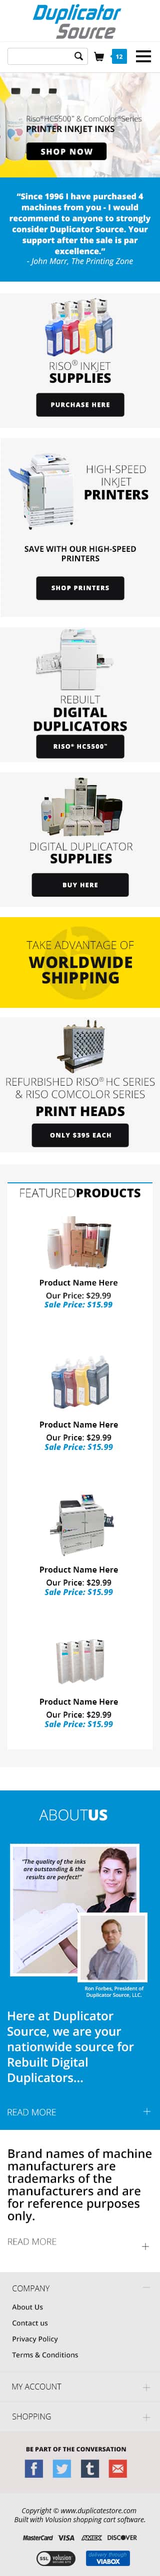 Duplicator
Source
12
Riso® HC5500™ & ComColor® Series
PRINTER INKJET INKS
SHOP NOW
“Since 1996 I have purchased 4
machines from you - I would
recommend to anyone to strongly
consider Duplicator Source. Your
support after the sale is par
excellence.”
- John Marr, The Printing Zone
RISO® INKJET
SUPPLIES
PURCHASE HERE
HIGH-SPEED
INKJET
PRINTERS
SAVE WITH OUR HIGH-SPEED
PRINTERS
SHOP PRINTERS
REBUILT
DIGITAL
DUPLICATORS
RISO® HC5500™
DIGITAL DUPLICATOR
SUPPLIES
BUY HERE
TAKE ADVANTAGE OF
WORLDWIDE
SHIPPING
REFURBISHED RISO® HC SERIES
& RISO COMCOLOR SERIES
PRINT HEADS
ONLY $395 EACH
FEATUREDPRODUCTS
Product Name Here
Our Price: $29.99
Sale Price: $15.99
Product Name Here
Our Price: $29.99
Sale Price: $15.99
Product Name Here
Our Price: $29.99
Sale Price: $15.99
Product Name Here
Our Price: $29.99
Sale Price: $15.99
ABOUTUS
“The quality of the inks
are outstanding & the
results are perfect!”
Ron Forbes, President of
Duplicator Source, LLC.
Here at Duplicator
Source, we are your
nationwide source for
Rebuilt Digital
Duplicators...
READ MORE
Brand names of machine
manufacturers are
trademarks of the
manufacturers and are
for reference purposes
only.
READ MORE
COMPANY
About Us
Contact us
Privacy Policy
Terms & Conditions
MY ACCOUNT
SHOPPING
BE PART OF THE CONVERSATION
Copyright © www.duplicatestore.com
Built with Volusion shopping cart software.
MasterCard VISA AMEX DISCOVER
SSL volusion
delivery through
VIABOX